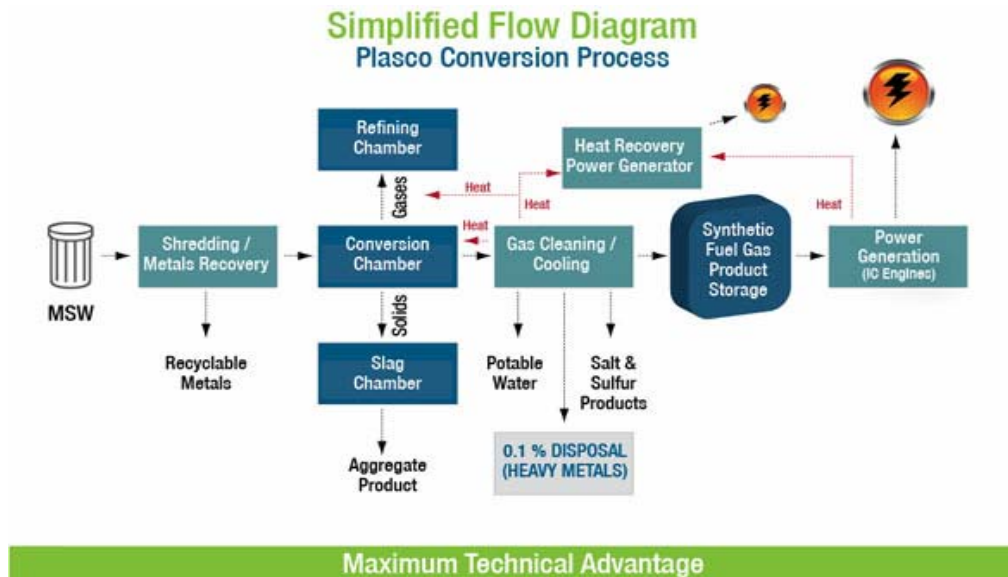 Simplified Flow Diagram
Plasco Conversion Process
Refining
Chamber
Heat Recovery
Power Generator
Gases
Heat
Heat
Heat
Heat
MSW
Shredding /
Metals Recovery
Conversion
Chamber
Gas Cleaning /
Cooling
Synthetic
Fuel Gas
Product
Storage
Power
Generation
(IC Engines)
Solids
Recyclable
Metals
Slag
Chamber
Potable
Water
Salt &
Sulfur
Products
0.1 % DISPOSAL
(HEAVY METALS)
Aggregate
Product
Maximum Technical Advantage